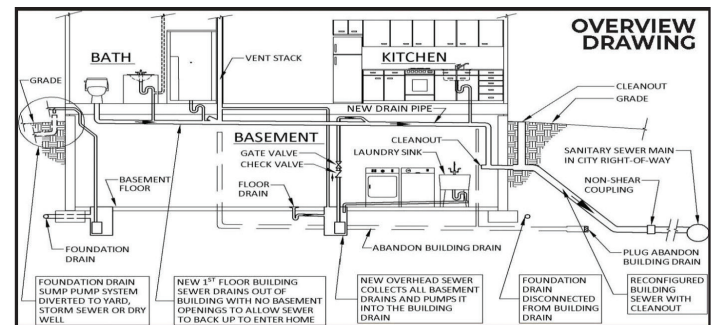 OVERVIEW
DRAWING
BATH
VENT STACK
KITCHEN
GRADE
CLEANOUT
GRADE
NEW DRAIN PIPE
BASEMENT
CLEANOUT
SANITARY SEWER MAIN
IN CITY RIGHT-OF-WAY
GATE VALVE
CHECK VALVE
LAUNDRY SINK
BASEMENT
FLOOR
FLOOR
DRAIN
NON-SHEAR
COUPLING
FOUNDATION
DRAIN
ABANDON BUILDING DRAIN
PLUG ABANDON
BUILDING DRAIN
FOUNDATION DRAIN
SUMP PUMP SYSTEM
DIVERTED TO YARD,
STORM SEWER OR DRY
WELL
NEW 1ST FLOOR BUILDING
SEWER DRAINS OUT OF
BUILDING WITH NO BASEMENT
OPENINGS TO ALLOW SEWER
TO BACK UP TO ENTER HOME
NEW OVERHEAD SEWER
COLLECTS ALL BASEMENT
DRAINS AND PUMPS IT
INTO THE BUILDING
DRAIN
FOUNDATION
DRAIN
DISCONNECTED
FROM BUILDING
DRAIN
RECONFIGURED
BUILDING
SEWER WITH
CLEANOUT